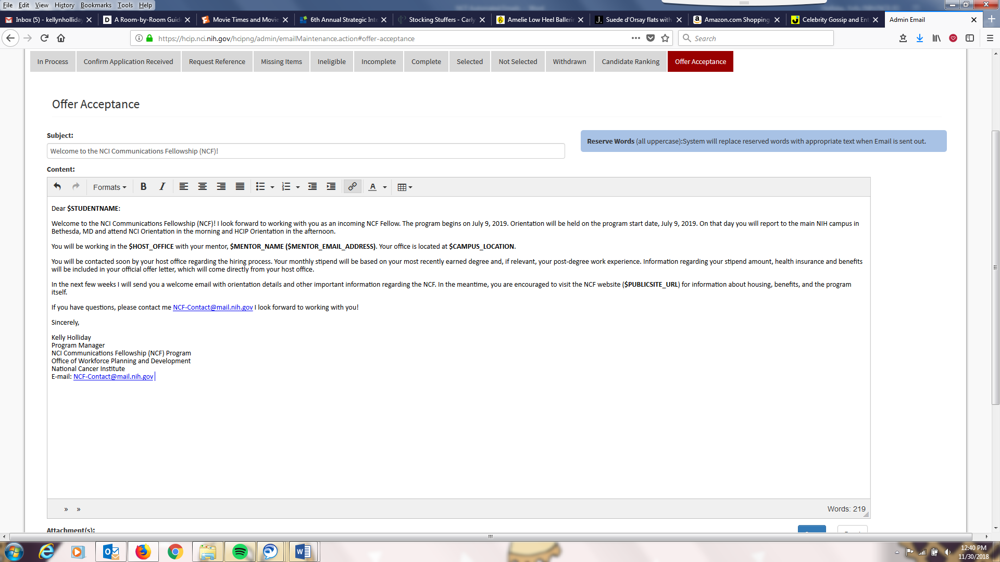 File Edit View History Bookmarks Tools Help
Inbox (5) - kellynholliday
A Room-by-Room Guid
Movie Times and Movie
6th Annual Strategic Inte
Stocking Stuffers - Carly
Amelie Low Heel Ballerin
Suede d'Orsay flats with
Amazon.com Shopping
Celebrity Gossip and Ent
Admin Email
https://hcip.nci.nih.gov/hcipng/admin/emailMaintenance.action#offer-acceptance
Search
In Process Confirm Application Received Request Reference Missing Items Ineligible Incomplete Complete Selected Not Selected Withdrawn Candidate Ranking Offer Acceptance
Offer Acceptance
Subject:
Reserve Words (all uppercase):System will replace reserved words with appropriate text when Email is sent out.
Welcome to the NCI Communications Fellowship (NCF)!
Content:
Formats B I A
Dear $STUDENTNAME:
Welcome to the NCI Communications Fellowship (NCF)! I look forward to working with you as an incoming NCF Fellow. The program begins on July 9, 2019. Orientation will be held on the program start date, July 9, 2019. On that day you will report to the main NIH campus in
Bethesda, MD and attend NCI Orientation in the morning and HCIP Orientation in the afternoon.
You will be working in the $HOST_OFFICE with your mentor, $MENTOR_NAME ($MENTOR_EMAIL_ADDRESS). Your office is located at $CAMPUS_LOCATION.
You will be contacted soon by your host office regarding the hiring process. Your monthly stipend will be based on your most recently earned degree and, if relevant, your post-degree work experience. Information regarding your stipend amount, health insurance and benefits
will be included in your official offer letter, which will come directly from your host office.
In the next few weeks I will send you a welcome email with orientation details and other important information regarding the NCF. In the meantime, you are encouraged to visit the NCF website ($PUBLICSITE_URL) for information about housing, benefits, and the program
itself.
If you have questions, please contact me NCF-Contact@mail.nih.gov I look forward to working with you!
Sincerely,
Kelly Holliday
Program Manager
NCI Communications Fellowship (NCF) Program
Office of Workforce Planning and Development
National Cancer Institute
E-mail: NCF-Contact@mail.nih.gov
» »
Words: 219
Attachment(s):
12:40 PM
11/30/2018